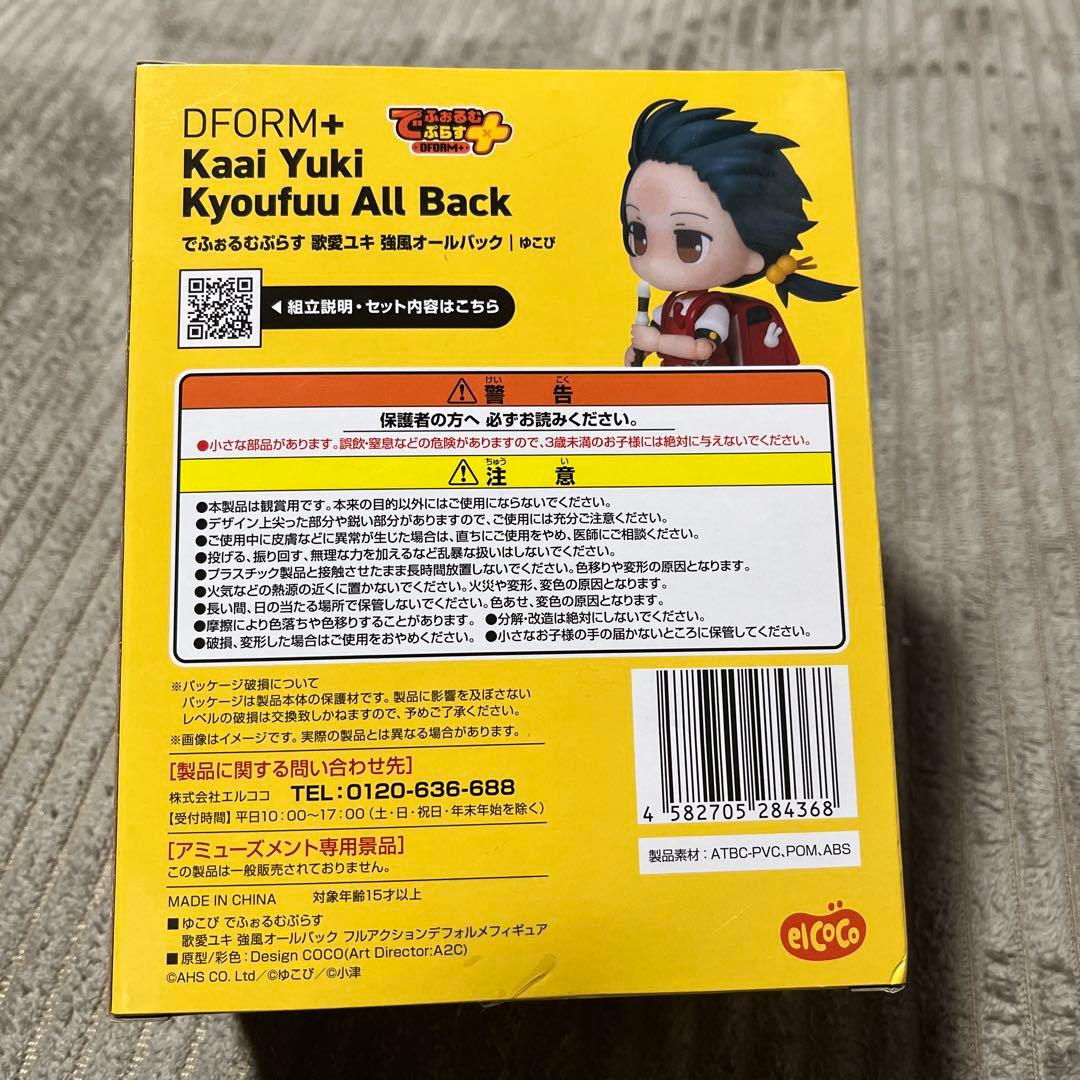 DFORM+
でふぉるむ
ぷらす
DFORM+
Kaai Yuki
Kyoufuu All Back
でふぉるむぷらす 歌愛ユキ 強風オールバック｜ゆこぴ
◀ 組立説明・セット内容はこちら
けい こく
⚠警 告
保護者の方へ 必ずお読みください。
●小さな部品があります。誤飲・窒息などの危険がありますので、3歳未満のお子様には絶対に与えないでください。
ちゅう い
⚠注 意
●本製品は観賞用です。本来の目的以外にはご使用にならないでください。
●デザイン上尖った部分や鋭い部分がありますので、ご使用には充分ご注意ください。
●ご使用中に皮膚などに異常が生じた場合は、直ちにご使用をやめ、医師にご相談ください。
●投げる、振り回す、無理な力を加えるなど乱暴な扱いはしないでください。
●プラスチック製品と接触させたまま長時間放置しないでください。色移りや変形の原因となります。
●火気などの熱源の近くに置かないでください。火災や変形、変色の原因となります。
●長い間、日の当たる場所で保管しないでください。色あせ、変色の原因となります。
●摩擦により色落ちや色移りすることがあります。 ●分解・改造は絶対にしないでください。
●破損、変形した場合はご使用をおやめください。 ●小さなお子様の手の届かないところに保管してください。
※パッケージ破損について
パッケージは製品本体の保護材です。製品に影響を及ぼさない
レベルの破損は交換致しかねますので、予めご了承ください。
※画像はイメージです。実際の製品とは異なる場合があります。
[製品に関する問い合わせ先]
株式会社エルココ TEL:0120-636-688
【受付時間】平日10:00〜17:00(土・日・祝日・年末年始を除く)
[アミューズメント専用景品]
この製品は一般販売されておりません。
MADE IN CHINA 対象年齢15才以上
■ゆこぴ でふぉるむぷらす
歌愛ユキ 強風オールバック フルアクションデフォルメフィギュア
■原型/彩色:Design COCO(Art Director:A2C)
©AHS CO. Ltd/©ゆこぴ/©小津
4 582705 284368
製品素材:ATBC-PVC、POM、ABS
elCoCo